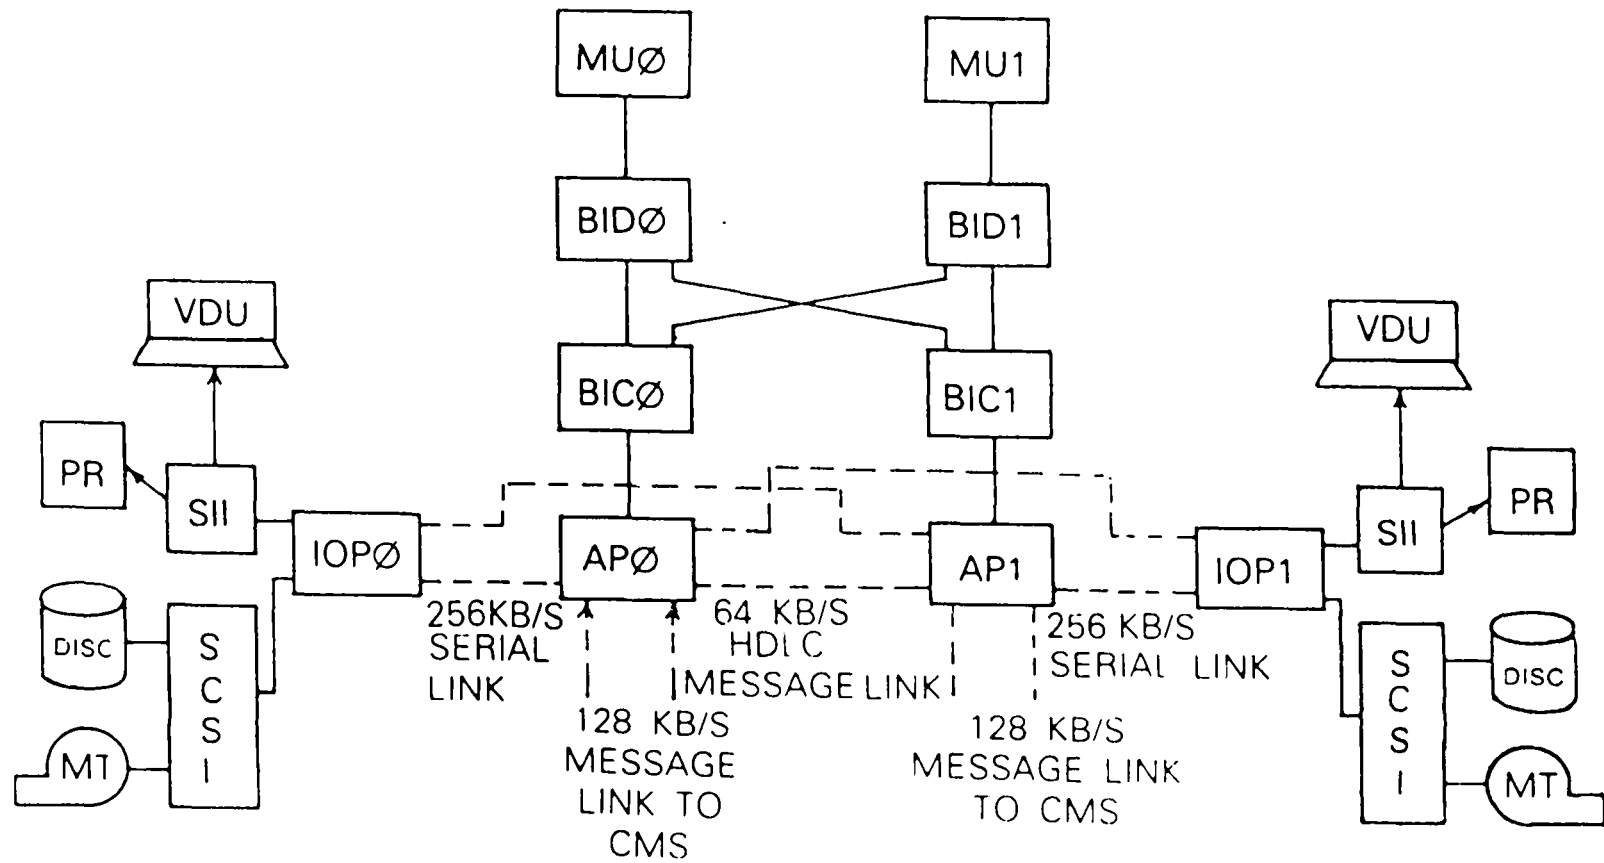 MUØ
MU1
BIDØ
BID1
VDU
VDU
BICØ
BIC1
PR
SII
IOPØ
APØ
AP1
IOP1
SII
PR
256KB/S
SERIAL
LINK
64 KB/S
HDLC
MESSAGE LINK
256 KB/S
SERIAL LINK
DISC
SCSI
MT
128 KB/S
MESSAGE
LINK TO
CMS
128 KB/S
MESSAGE LINK
TO CMS
SCSI
DISC
MT